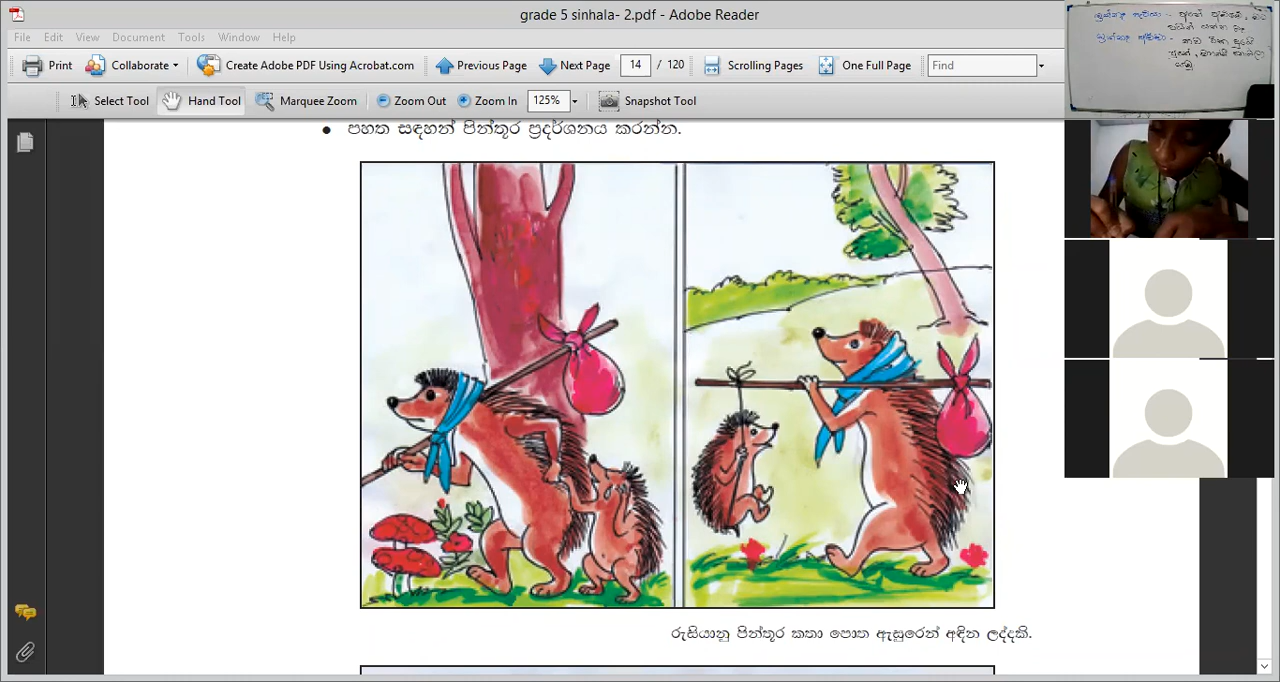 grade 5 sinhala- 2.pdf - Adobe Reader
File Edit View Document Tools Window Help
Print Collaborate Create Adobe PDF Using Acrobat.com Previous Page Next Page 14 / 120 Scrolling Pages One Full Page Find
Select Tool Hand Tool Marquee Zoom Zoom Out Zoom In 125% Snapshot Tool
පහත සඳහන් පින්තූර ප්‍රදර්ශනය කරන්න.
රුසියානු පින්තූර කතා පොත ඇසුරෙන් අඳින ලද්දකි.